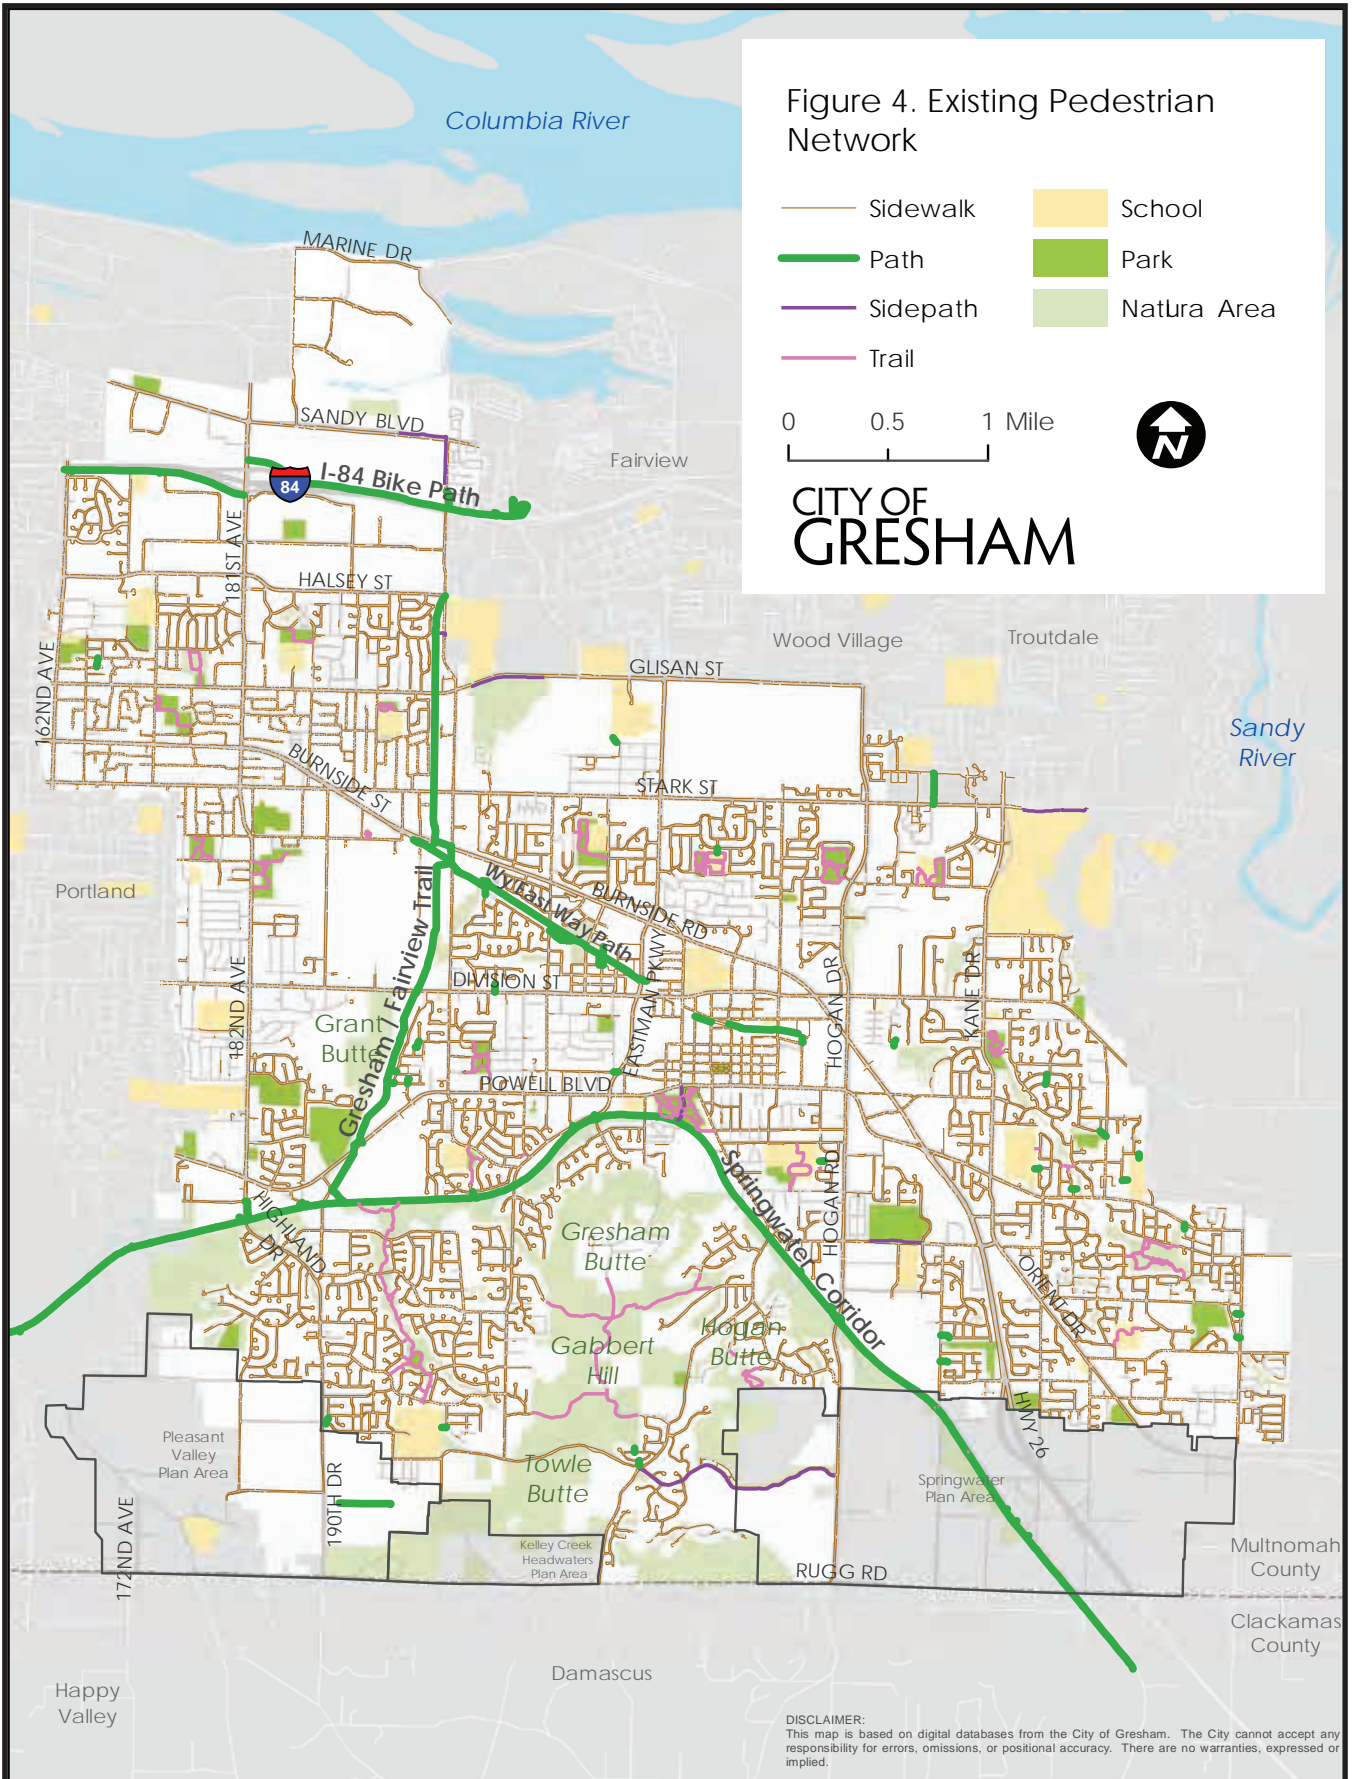 Figure 4. Existing Pedestrian
Network
Sidewalk
School
Path
Park
Sidepath
Natura Area
Trail
0 0.5 1 Mile
N
CITY OF
GRESHAM
Columbia River
MARINE DR
SANDY BLVD
Fairview
84
I-84 Bike Path
181ST AVE
HALSEY ST
Wood Village
Troutdale
162ND AVE
GLISAN ST
Sandy
River
BURNSIDE ST
STARK ST
Portland
Wy'East Way Path
BURNSIDE RD
Gresham / Fairview Trail
EASTMAN PKWY
DIVISION ST
182ND AVE
HOGAN DR
KANE DR
Grant
Butte
POWELL BLVD
Springwater Corridor
HOGAN RD
HIGHLAND
DR
Gresham
Butte
ORIENT DR
Gabbert
Hill
Hogan
Butte
HWY 26
Pleasant
Valley
Plan Area
190TH DR
172ND AVE
Towle
Butte
Springwater
Plan Area
Kelley Creek
Headwaters
Plan Area
RUGG RD
Multnomah
County
Clackamas
County
Damascus
Happy
Valley
DISCLAIMER:
This map is based on digital databases from the City of Gresham. The City cannot accept any
responsibility for errors, omissions, or positional accuracy. There are no warranties, expressed or
implied.